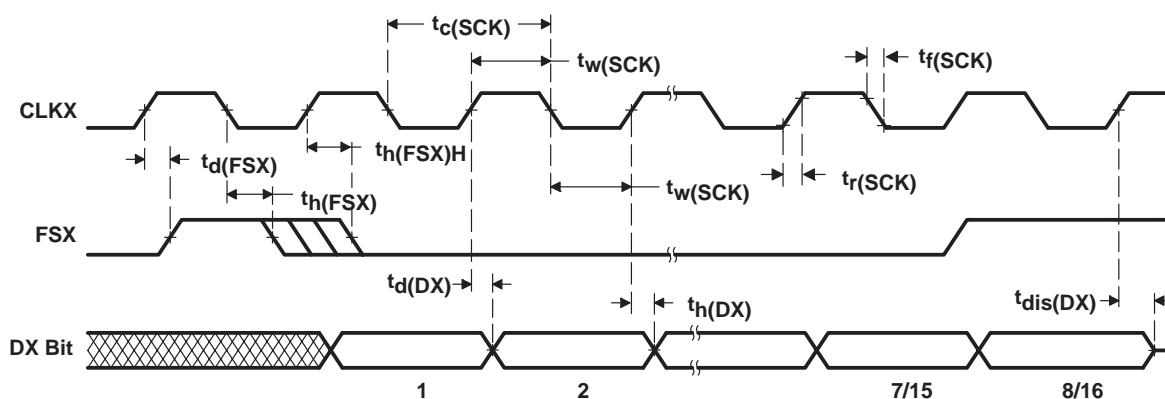 tc(SCK)
tw(SCK)
tf(SCK)
CLKX
td(FSX)
th(FSX)H
th(FSX)
tw(SCK)
tr(SCK)
FSX
td(DX)
th(DX)
tdis(DX)
DX Bit
1 2 7/15 8/16